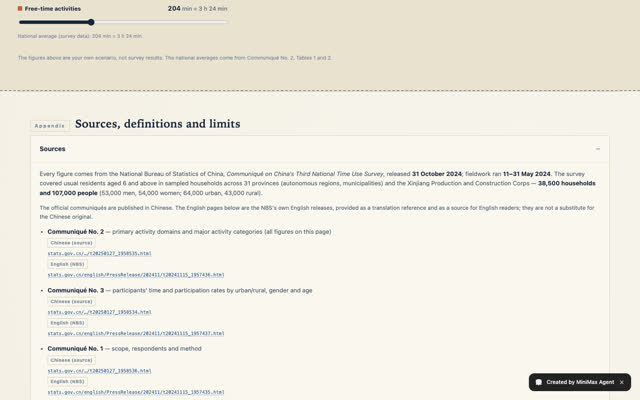 Free-time activities
204 min = 3 h 24 min
National average (survey data): 204 min = 3 h 24 min
The figures above are your own scenario, not survey results. The national averages come from Communiqué No. 2, Tables 1 and 2.
Appendix
Sources, definitions and limits
Sources
Every figure comes from the National Bureau of Statistics of China, Communiqué on China's Third National Time Use Survey, released 31 October 2024; fieldwork ran 11–31 May 2024. The survey
covered usual residents aged 6 and above in sampled households across 31 provinces (autonomous regions, municipalities) and the Xinjiang Production and Construction Corps — 38,500 households
and 107,000 people (53,000 men, 54,000 women; 64,000 urban, 43,000 rural).
The official communiqués are published in Chinese. The English pages below are the NBS's own English releases, provided as a translation reference and as a source for English readers; they are not a substitute for
the Chinese original.
Communiqué No. 2 — primary activity domains and major activity categories (all figures on this page)
Chinese (source)
stats.gov.cn/…/t20250127_1958535.html
English (NBS)
stats.gov.cn/english/PressRelease/202411/t20241115_1957436.html
Communiqué No. 3 — participants' time and participation rates by urban/rural, gender and age
Chinese (source)
stats.gov.cn/…/t20250127_1958534.html
English (NBS)
stats.gov.cn/english/PressRelease/202411/t20241115_1957437.html
Communiqué No. 1 — scope, respondents and method
Chinese (source)
stats.gov.cn/…/t20250127_1958536.html
English (NBS)
stats.gov.cn/english/PressRelease/202411/t20241115_1957435.html
Created by MiniMax Agent